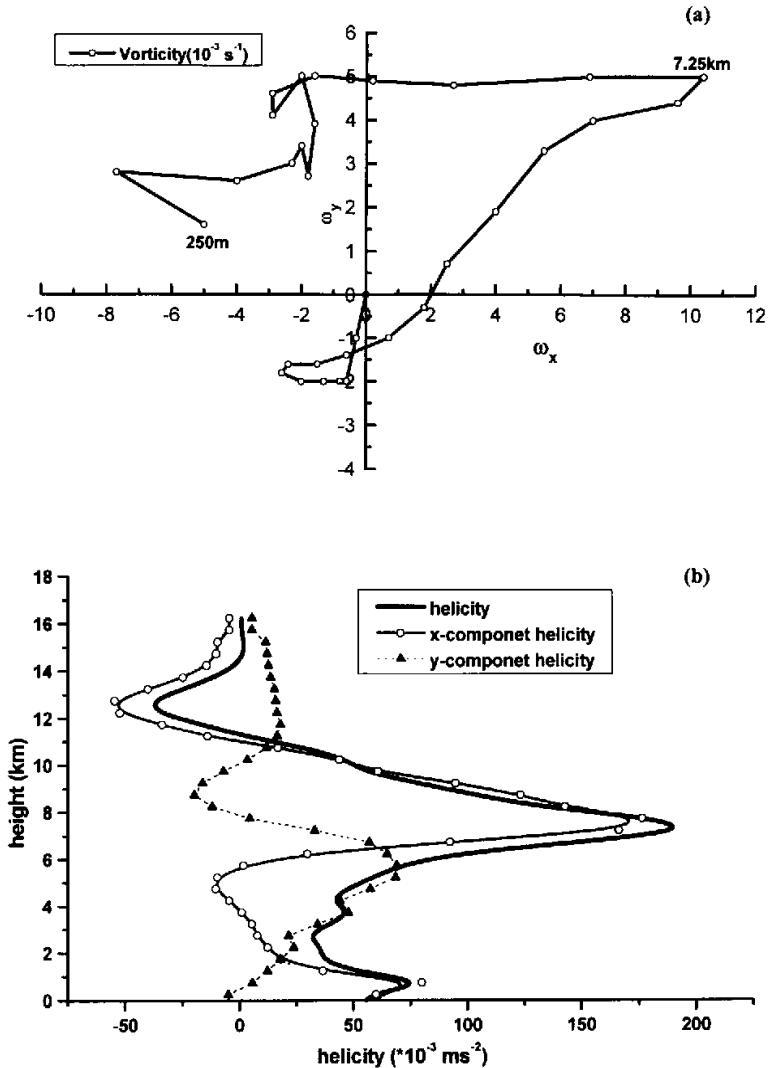 (a)
Vorticity(10⁻³ s⁻¹)
7.25km
6
5
4
3
2
1
0
-1
-2
-3
-4
ωy
250m
-10 -8 -6 -4 -2 0 2 4 6 8 10 12
ωx
(b)
18
16
14
12
10
8
6
4
2
0
height (km)
helicity
x-componet helicity
y-componet helicity
-50 0 50 100 150 200
helicity (*10⁻³ ms⁻²)